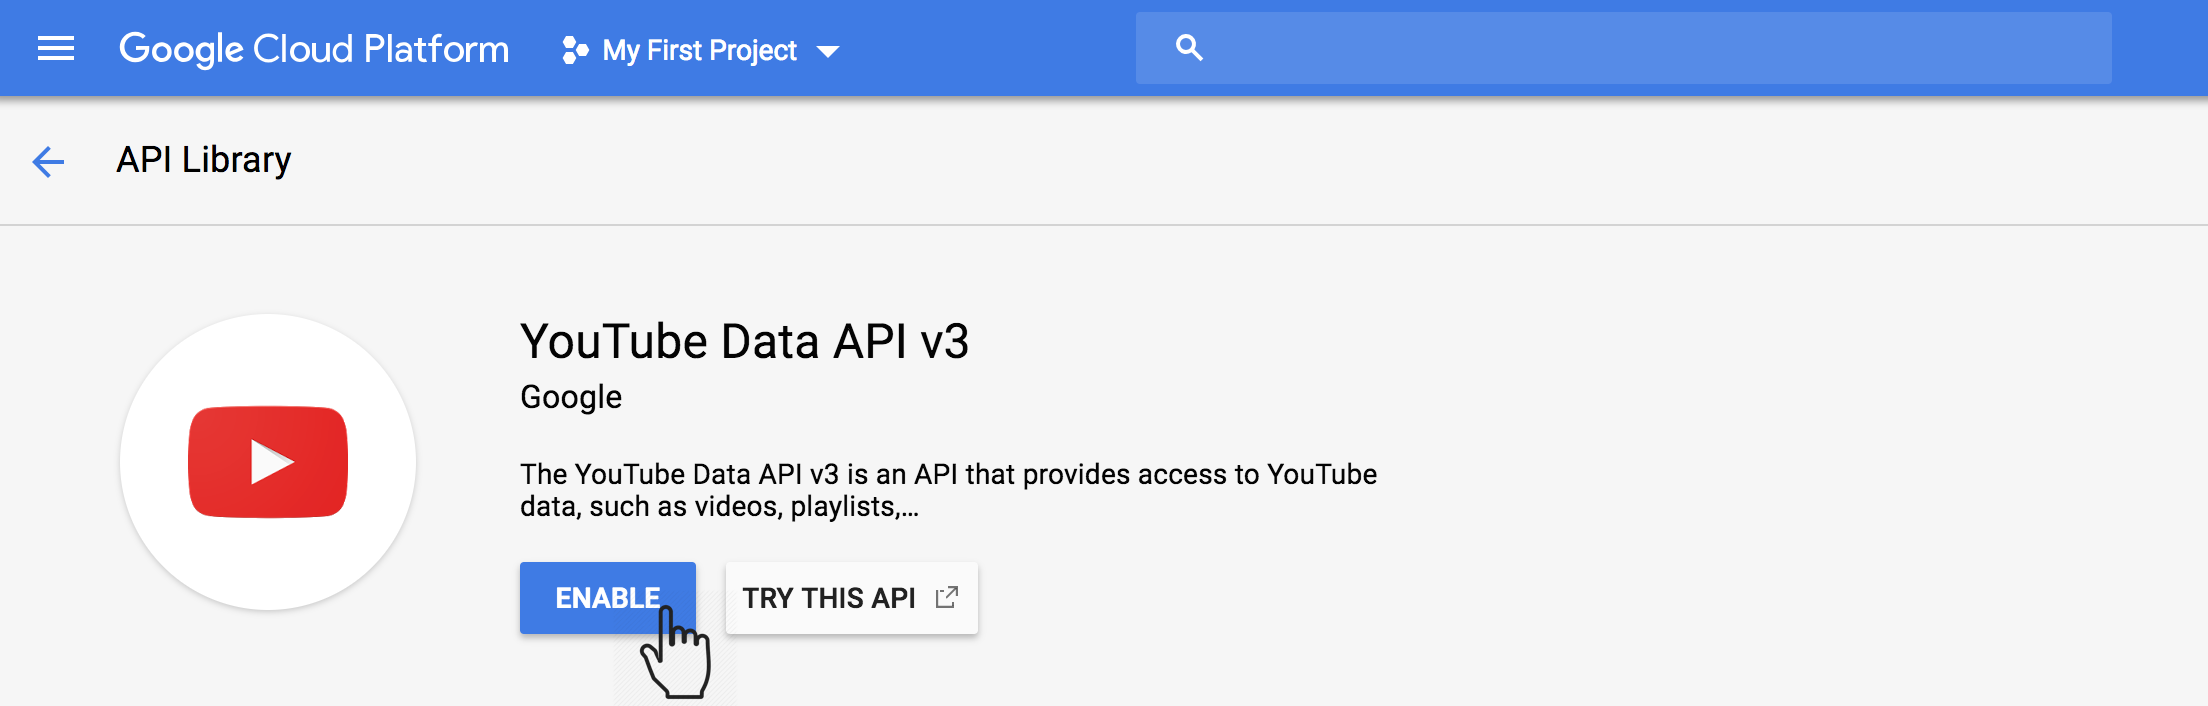 Google Cloud Platform
My First Project
API Library
YouTube Data API v3
Google
The YouTube Data API v3 is an API that provides access to YouTube
data, such as videos, playlists,...
ENABLE
TRY THIS API